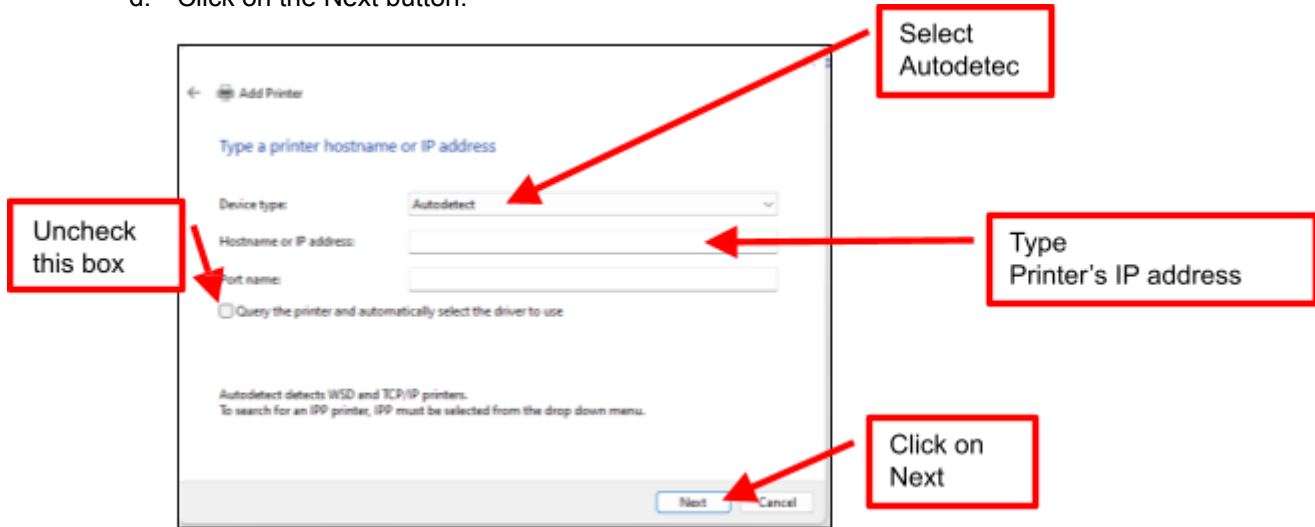 d. Click on the Next button.
Select
Autodetec
← Add Printer
Type a printer hostname or IP address
Device type: Autodetect
Uncheck
this box
Hostname or IP address:
Type
Printer’s IP address
Port name:
Query the printer and automatically select the driver to use
Autodetect detects WSD and TCP/IP printers.
To search for an IPP printer, IPP must be selected from the drop down menu.
Click on
Next
Next Cancel